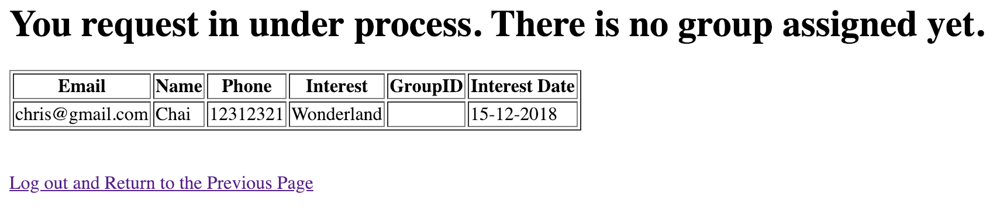 You request in under process. There is no group assigned yet.
Email Name Phone Interest GroupID Interest Date
chris@gmail.com Chai 12312321 Wonderland 15-12-2018
Log out and Return to the Previous Page